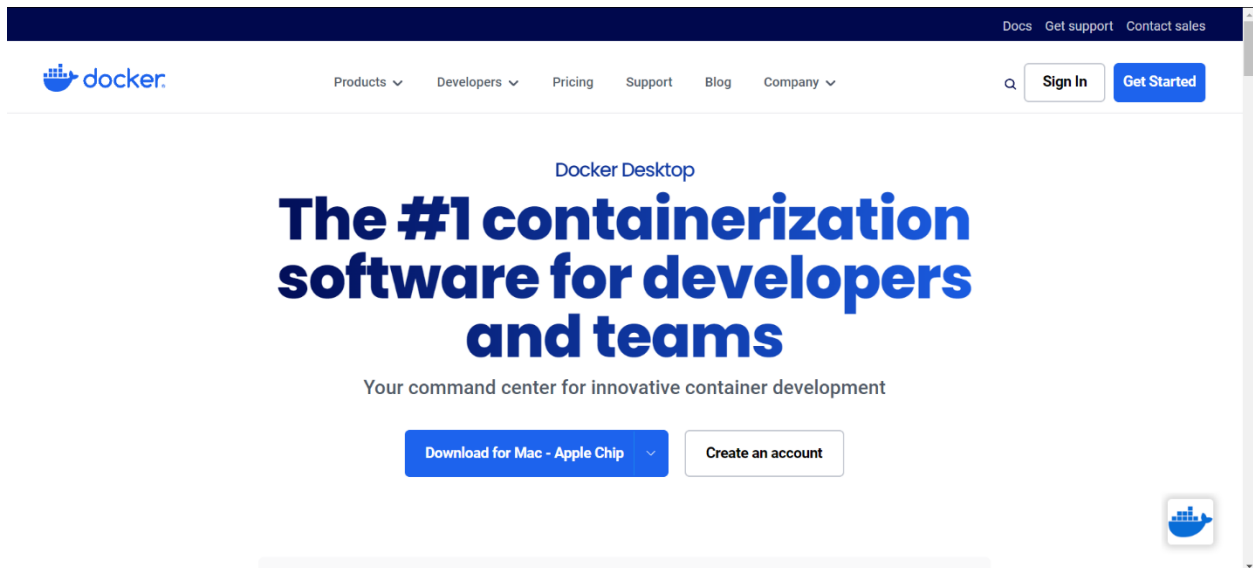 Docs Get support Contact sales
docker Products Developers Pricing Support Blog Company Sign In Get Started
Docker Desktop
The #1 containerization
software for developers
and teams
Your command center for innovative container development
Download for Mac - Apple Chip Create an account